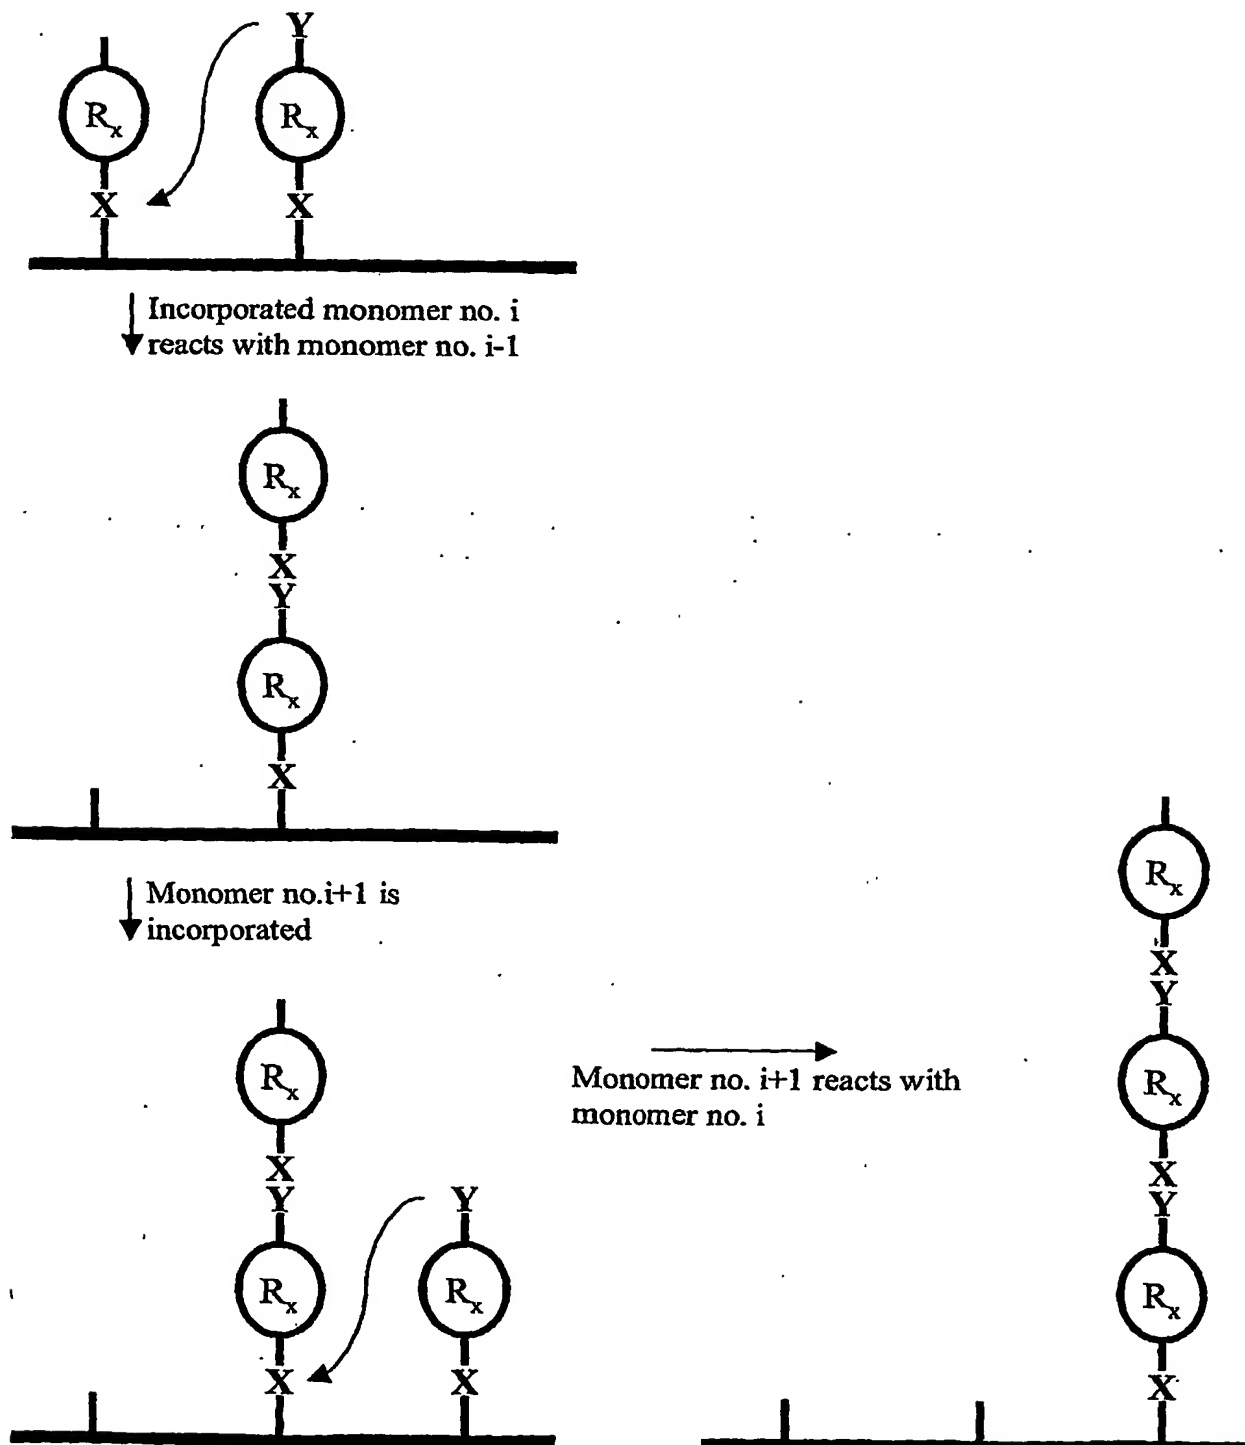 Y
Rₓ Rₓ
X X
Incorporated monomer no. i
reacts with monomer no. i-1
Rₓ
X
Y
Rₓ
X
Monomer no.i+1 is
incorporated
Rₓ
X
Y Y
Rₓ Rₓ
X X
Monomer no. i+1 reacts with
monomer no. i
Rₓ
X
Y
Rₓ
X
Y
Rₓ
X